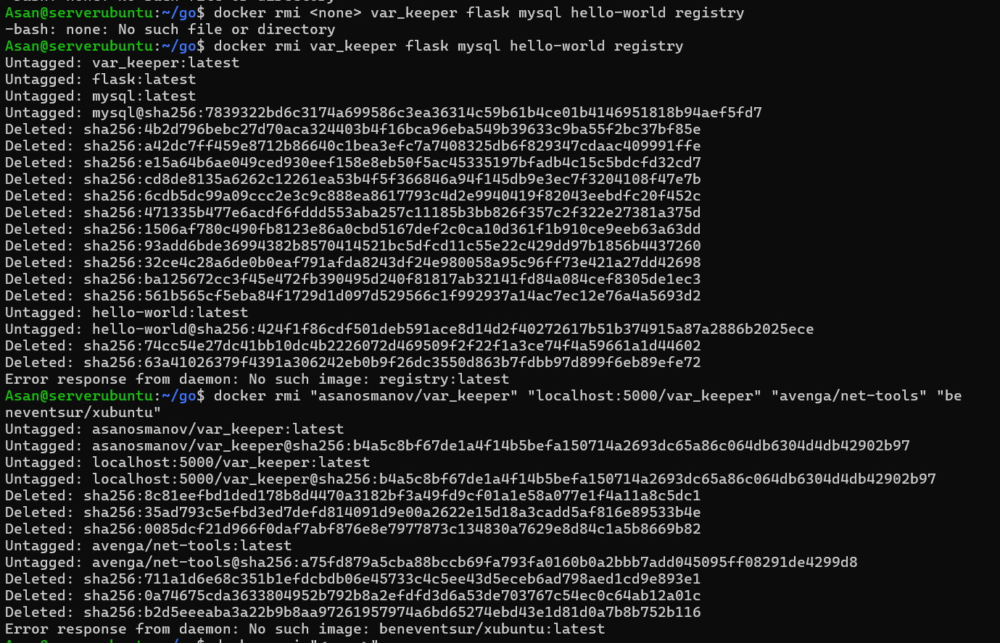 Asan@serverubuntu:~/go$ docker rmi <none> var_keeper flask mysql hello-world registry
-bash: none: No such file or directory
Asan@serverubuntu:~/go$ docker rmi var_keeper flask mysql hello-world registry
Untagged: var_keeper:latest
Untagged: flask:latest
Untagged: mysql:latest
Untagged: mysql@sha256:7839322bd6c3174a699586c3ea36314c59b61b4ce01b4146951818b94aef5fd7
Deleted: sha256:4b2d796bebc27d70aca324403b4f16bca96eba549b39633c9ba55f2bc37bf85e
Deleted: sha256:a42dc7ff459e8712b86640c1bea3efc7a7408325db6f829347cdaac409991ffe
Deleted: sha256:e15a64b6ae049ced930eef158e8eb50f5ac45335197bfadb4c15c5bdcfd32cd7
Deleted: sha256:cd8de8135a6262c12261ea53b4f5f366846a94f145db9e3ec7f3204108f47e7b
Deleted: sha256:6cdb5dc99a09ccc2e3c9c888ea8617793c4d2e9940419f82043eebdfc20f452c
Deleted: sha256:471335b477e6acdf6fddd553aba257c11185b3bb826f357c2f322e27381a375d
Deleted: sha256:1506af780c490fb8123e86a0cbd5167def2c0ca10d361f1b910ce9eeb63a63dd
Deleted: sha256:93add6bde36994382b8570414521bc5dfcd11c55e22c429dd97b1856b4437260
Deleted: sha256:32ce4c28a6de0b0eaf791afda8243df24e980058a95c96ff73e421a27dd42698
Deleted: sha256:ba125672cc3f45e472fb390495d240f81817ab32141fd84a084cef8305de1ec3
Deleted: sha256:561b565cf5eba84f1729d1d097d529566c1f992937a14ac7ec12e76a4a5693d2
Untagged: hello-world:latest
Untagged: hello-world@sha256:424f1f86cdf501deb591ace8d14d2f40272617b51b374915a87a2886b2025ece
Deleted: sha256:74cc54e27dc41bb10dc4b2226072d469509f2f22f1a3ce74f4a59661a1d44602
Deleted: sha256:63a41026379f4391a306242eb0b9f26dc3550d863b7fdbb97d899f6eb89efe72
Error response from daemon: No such image: registry:latest
Asan@serverubuntu:~/go$ docker rmi "asanosmanov/var_keeper" "localhost:5000/var_keeper" "avenga/net-tools" "be
neventsur/xubuntu"
Untagged: asanosmanov/var_keeper:latest
Untagged: asanosmanov/var_keeper@sha256:b4a5c8bf67de1a4f14b5befa150714a2693dc65a86c064db6304d4db42902b97
Untagged: localhost:5000/var_keeper:latest
Untagged: localhost:5000/var_keeper@sha256:b4a5c8bf67de1a4f14b5befa150714a2693dc65a86c064db6304d4db42902b97
Deleted: sha256:8c81eefbd1ded178b8d4470a3182bf3a49fd9cf01a1e58a077e1f4a11a8c5dc1
Deleted: sha256:35ad793c5efbd3ed7defd814091d9e00a2622e15d18a3cadd5af816e89533b4e
Deleted: sha256:0085dcf21d966f0daf7abf876e8e7977873c134830a7629e8d84c1a5b8669b82
Untagged: avenga/net-tools:latest
Untagged: avenga/net-tools@sha256:a75fd879a5cba88bccb69fa793fa0160b0a2bbb7add045095ff08291de4299d8
Deleted: sha256:711a1d6e68c351b1efdcbdb06e45733c4c5ee43d5eceb6ad798aed1cd9e893e1
Deleted: sha256:0a74675cda3633804952b792b8a2efdfd3d6a53de703767c54ec0c64ab12a01c
Deleted: sha256:b2d5eeeaba3a22b9b8aa97261957974a6bd65274ebd43e1d81d0a7b8b752b116
Error response from daemon: No such image: beneventsur/xubuntu:latest